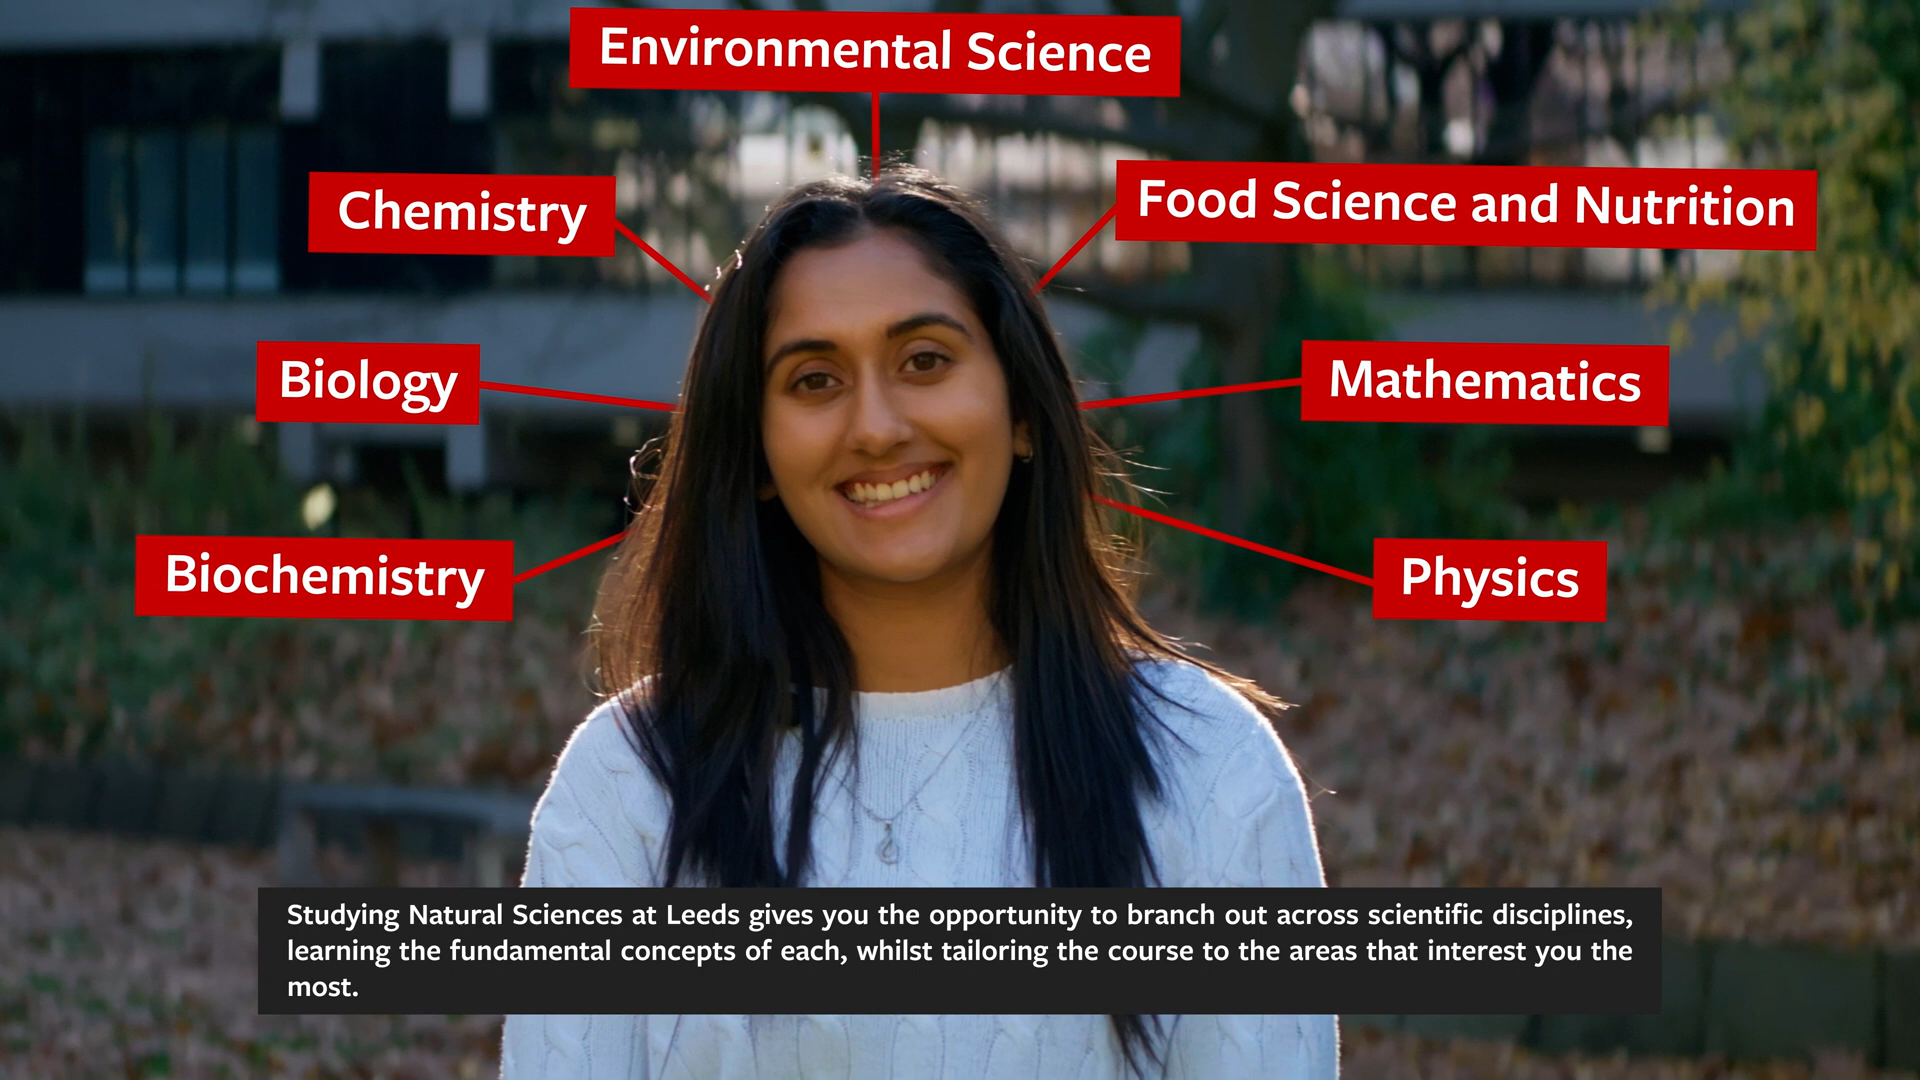 Environmental Science
Chemistry
Food Science and Nutrition
Biology
Mathematics
Biochemistry
Physics
Studying Natural Sciences at Leeds gives you the opportunity to branch out across scientific disciplines,
learning the fundamental concepts of each, whilst tailoring the course to the areas that interest you the
most.